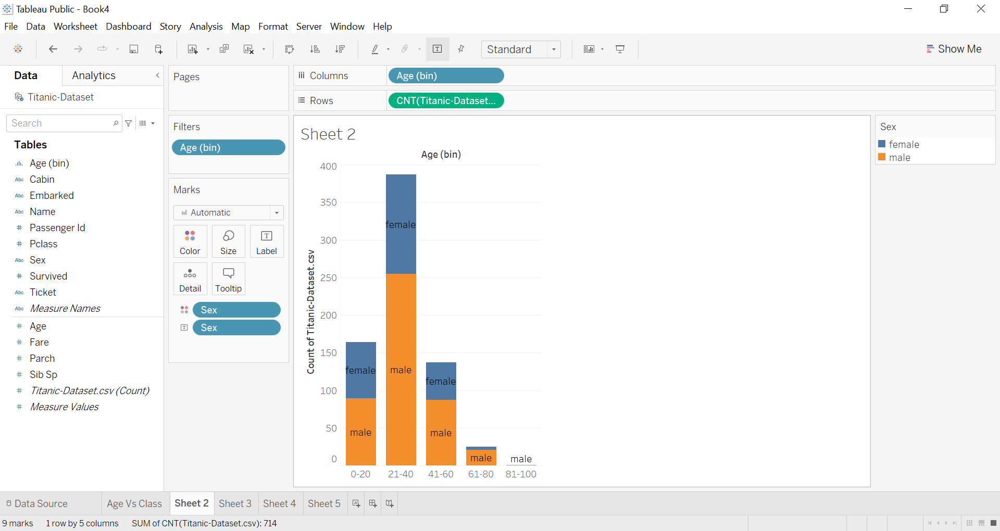 Tableau Public - Book4
File Data Worksheet Dashboard Story Analysis Map Format Server Window Help
Standard
Show Me
Data
Analytics
Titanic-Dataset
Search
Tables
Age (bin)
Abc Cabin
Abc Embarked
Abc Name
# Passenger Id
# Pclass
Abc Sex
# Survived
Abc Ticket
Abc Measure Names
# Age
# Fare
# Parch
# Sib Sp
# Titanic-Dataset.csv (Count)
# Measure Values
Pages
Filters
Age (bin)
Marks
Automatic
Color
Size
T
Label
Detail
Tooltip
Sex
T Sex
Columns
Age (bin)
Rows
CNT(Titanic-Dataset...
Sheet 2
Age (bin)
Count of Titanic-Dataset.csv
400
350
300
250
200
150
100
50
0
female
male
female
male
female
male
male
male
0-20
21-40
41-60
61-80
81-100
Sex
female
male
Data Source
Age Vs Class
Sheet 2
Sheet 3
Sheet 4
Sheet 5
9 marks
1 row by 5 columns
SUM of CNT(Titanic-Dataset.csv): 714